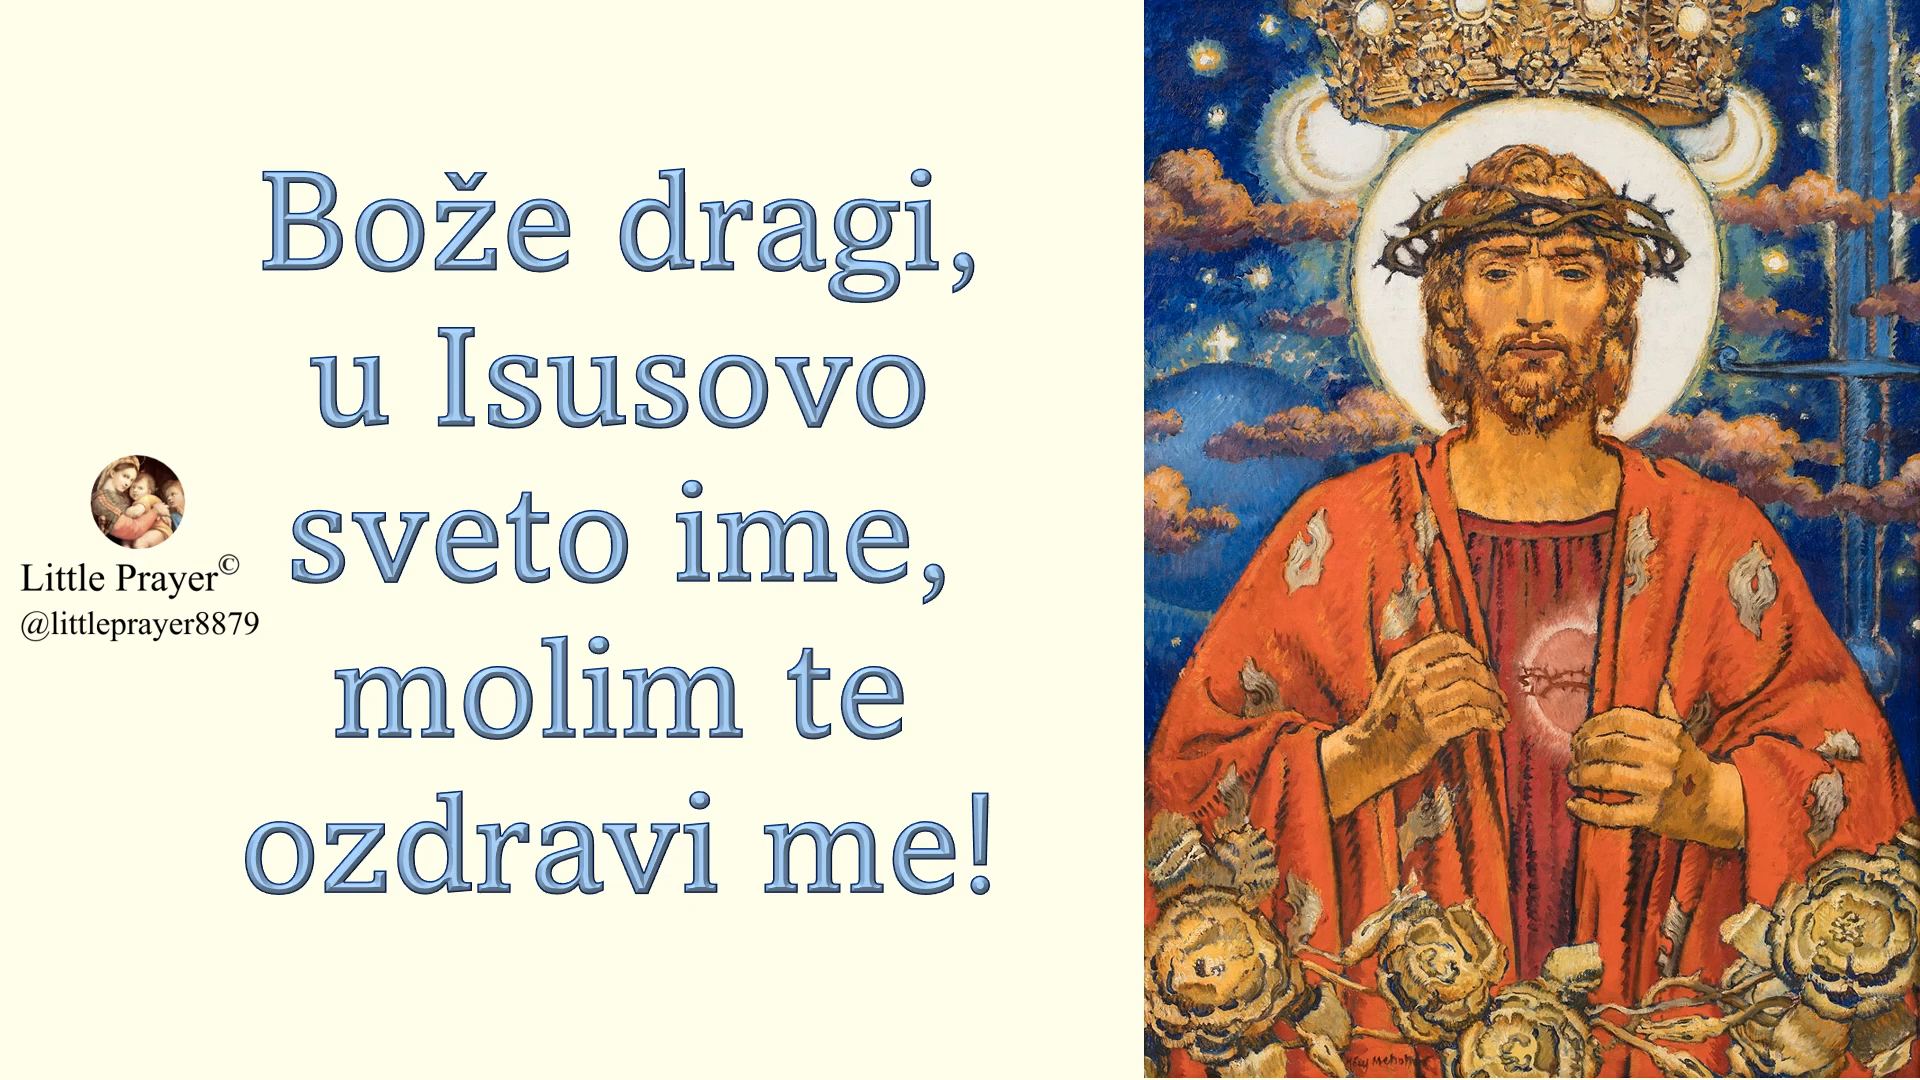 Bože dragi,
u Isusovo
sveto ime,
molim te
ozdravi me!
Little Prayer©
@littleprayer8879